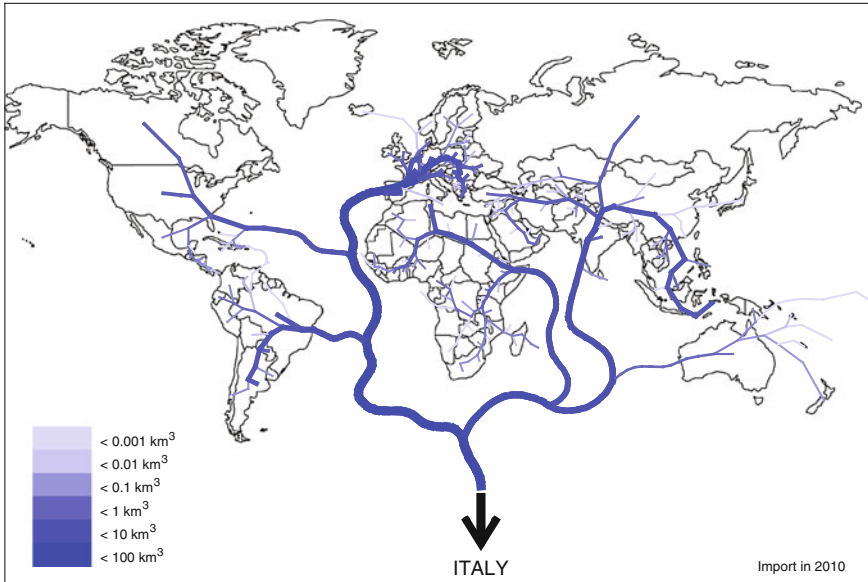 < 0.001 km³
< 0.01 km³
< 0.1 km³
< 1 km³
< 10 km³
< 100 km³
ITALY
Import in 2010